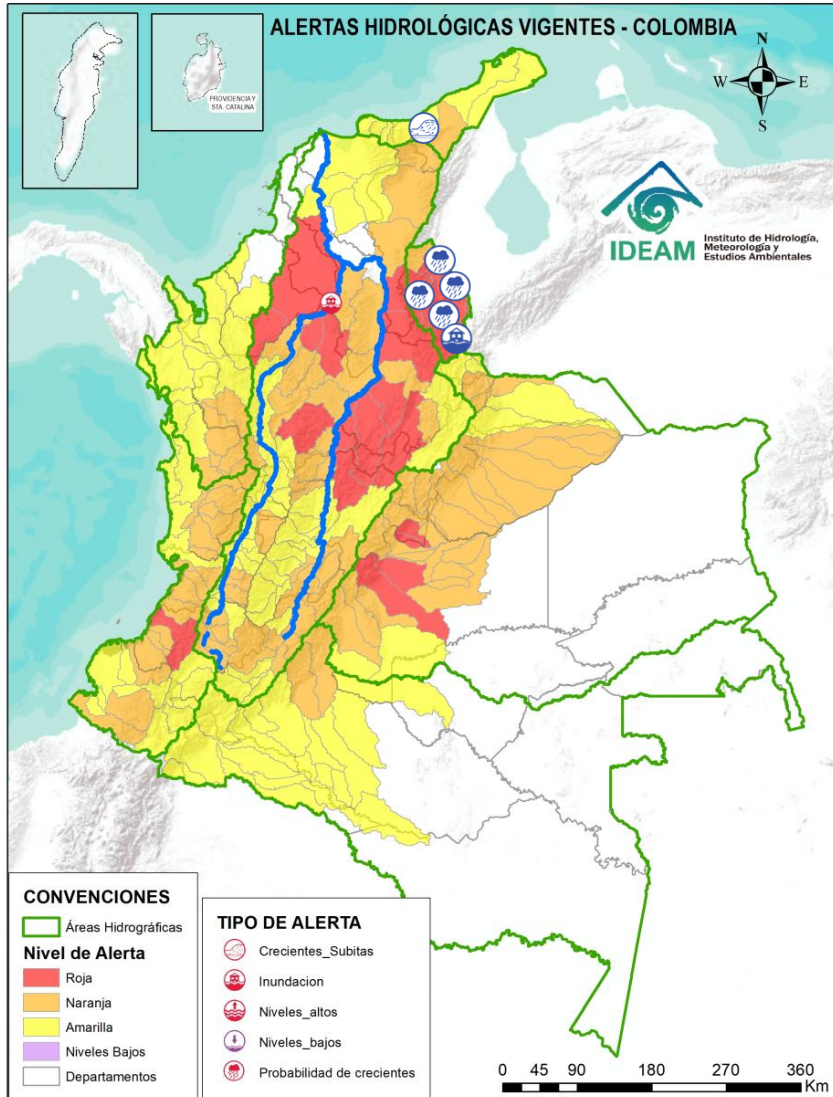 ALERTAS HIDROLÓGICAS VIGENTES - COLOMBIA
PROVIDENCIA Y
STA. CATALINA
N
W
E
S
IDEAM
Instituto de Hidrología,
Meteorología y
Estudios Ambientales
CONVENCIONES
Áreas Hidrográficas
Nivel de Alerta
Roja
Naranja
Amarilla
Niveles Bajos
Departamentos
TIPO DE ALERTA
Crecientes_Subitas
Inundacion
Niveles_altos
Niveles_bajos
Probabilidad de crecientes
0 45 90 180 270 360
Km